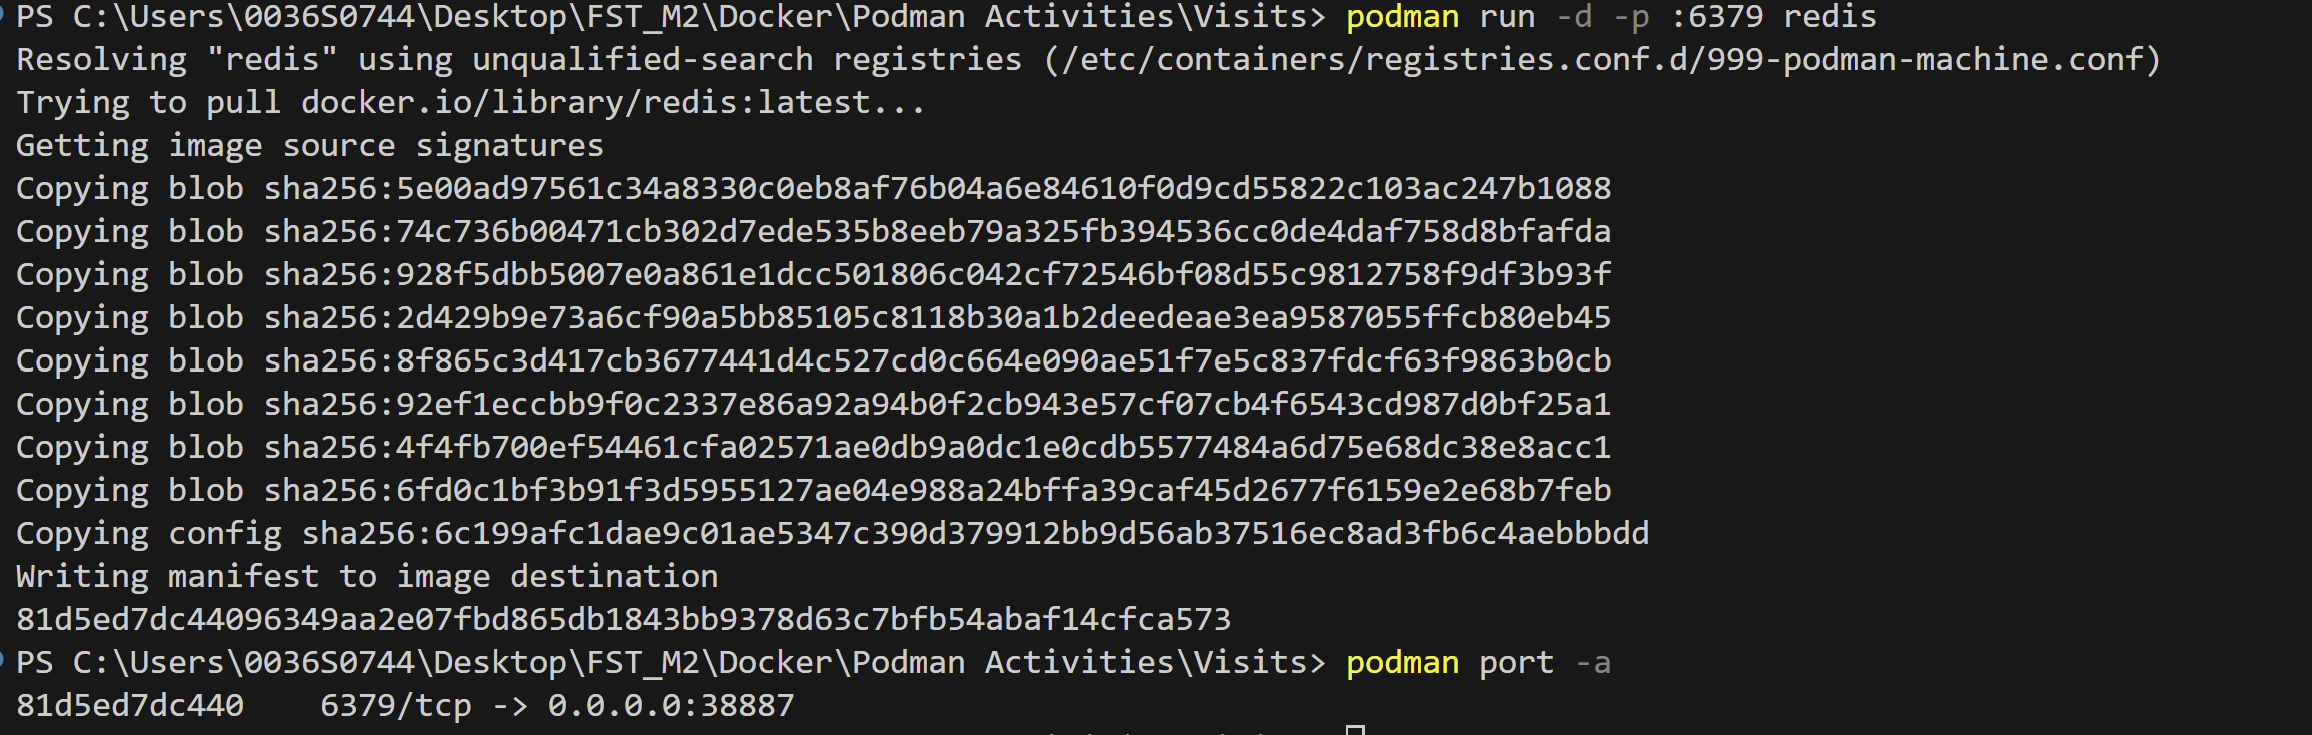 PS C:\Users\0036S0744\Desktop\FST_M2\Docker\Podman Activities\Visits> podman run -d -p :6379 redis
Resolving "redis" using unqualified-search registries (/etc/containers/registries.conf.d/999-podman-machine.conf)
Trying to pull docker.io/library/redis:latest...
Getting image source signatures
Copying blob sha256:5e00ad97561c34a8330c0eb8af76b04a6e84610f0d9cd55822c103ac247b1088
Copying blob sha256:74c736b00471cb302d7ede535b8eeb79a325fb394536cc0de4daf758d8bfafda
Copying blob sha256:928f5dbb5007e0a861e1dcc501806c042cf72546bf08d55c9812758f9df3b93f
Copying blob sha256:2d429b9e73a6cf90a5bb85105c8118b30a1b2deedeae3ea9587055ffcb80eb45
Copying blob sha256:8f865c3d417cb3677441d4c527cd0c664e090ae51f7e5c837fdcf63f9863b0cb
Copying blob sha256:92ef1eccbb9f0c2337e86a92a94b0f2cb943e57cf07cb4f6543cd987d0bf25a1
Copying blob sha256:4f4fb700ef54461cfa02571ae0db9a0dc1e0cdb5577484a6d75e68dc38e8acc1
Copying blob sha256:6fd0c1bf3b91f3d5955127ae04e988a24bffa39caf45d2677f6159e2e68b7feb
Copying config sha256:6c199afc1dae9c01ae5347c390d379912bb9d56ab37516ec8ad3fb6c4aebbbdd
Writing manifest to image destination
81d5ed7dc44096349aa2e07fbd865db1843bb9378d63c7bfb54abaf14cfca573
PS C:\Users\0036S0744\Desktop\FST_M2\Docker\Podman Activities\Visits> podman port -a
81d5ed7dc440    6379/tcp -> 0.0.0.0:38887